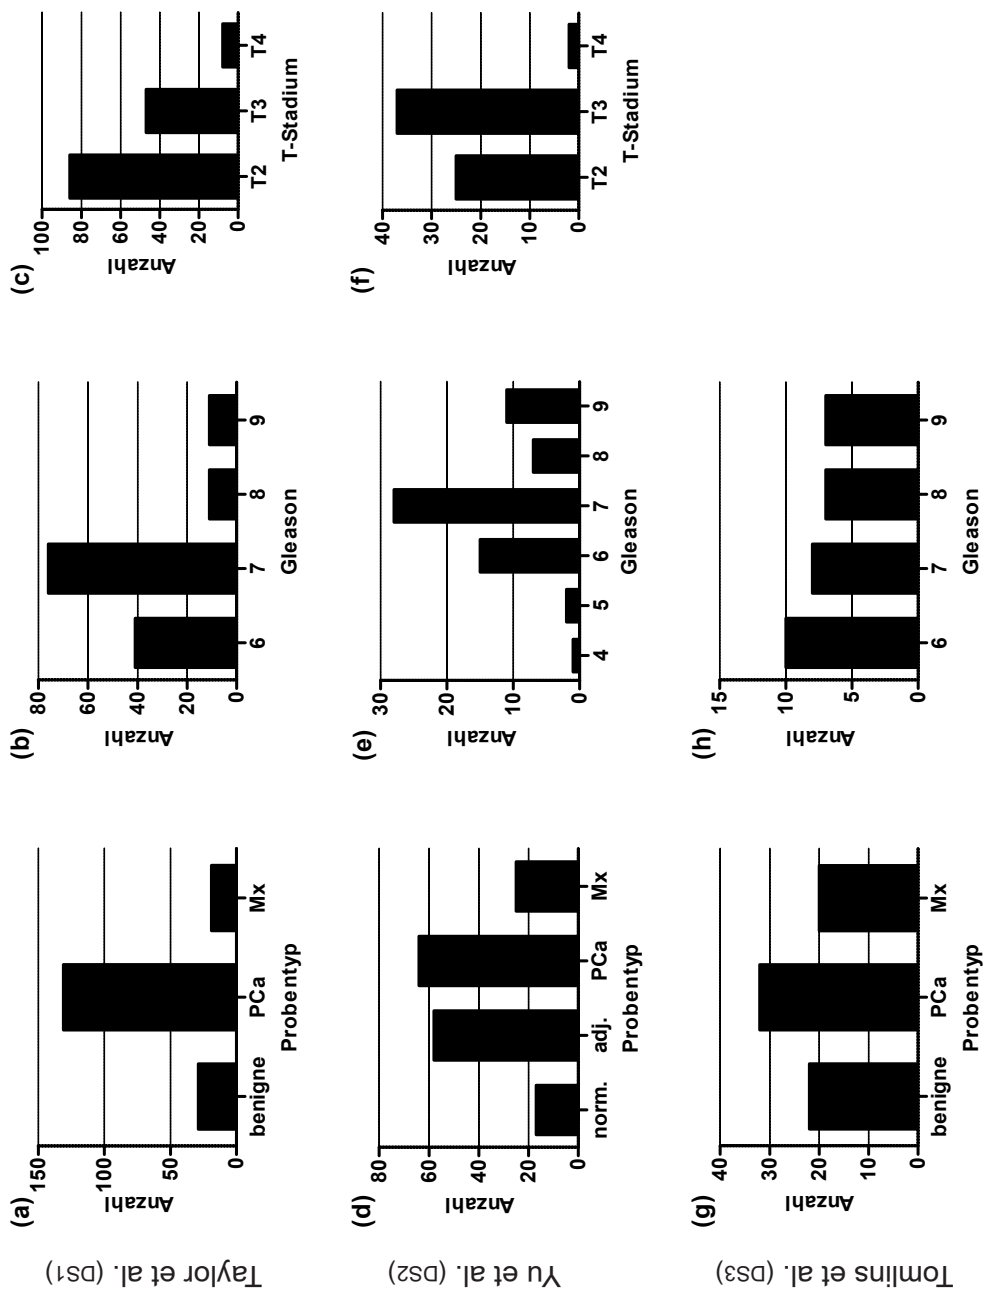 Taylor et al. (DS1)
(a)
Anzahl
150
100
50
0
benigne PCa Mx
Probentyp
(b)
Anzahl
80
60
40
20
0
6 7 8 9
Gleason
(c)
Anzahl
100
80
60
40
20
0
T2 T3 T4
T-Stadium
Yu et al. (DS2)
(d)
Anzahl
80
60
40
20
0
norm. adj. PCa Mx
Probentyp
(e)
Anzahl
30
20
10
0
4 5 6 7 8 9
Gleason
(f)
Anzahl
40
30
20
10
0
T2 T3 T4
T-Stadium
Tomlins et al. (DS3)
(g)
Anzahl
40
30
20
10
0
benigne PCa Mx
Probentyp
(h)
Anzahl
15
10
5
0
6 7 8 9
Gleason